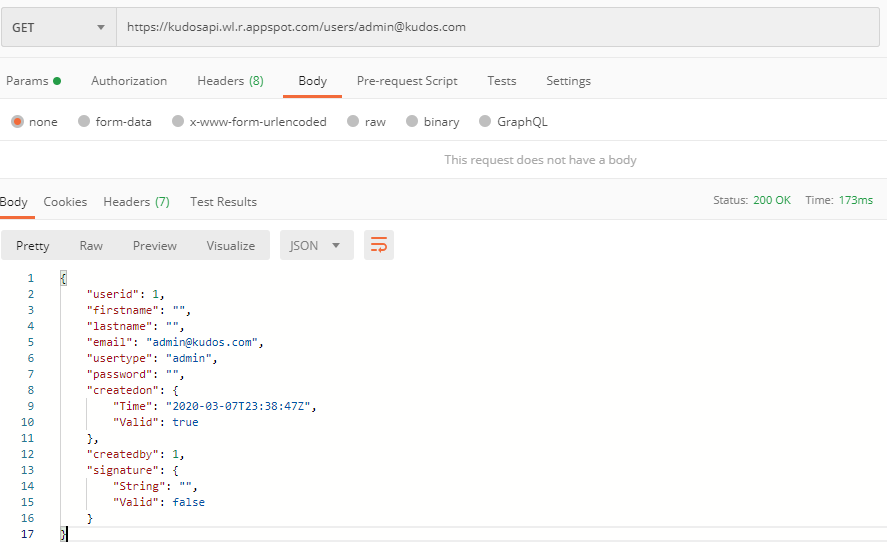 GET https://kudosapi.wl.r.appspot.com/users/admin@kudos.com
Params Authorization Headers (8) Body Pre-request Script Tests Settings
none form-data x-www-form-urlencoded raw binary GraphQL
This request does not have a body
Body Cookies Headers (7) Test Results Status: 200 OK Time: 173ms
Pretty Raw Preview Visualize JSON
1 {
2 "userid": 1,
3 "firstname": "",
4 "lastname": "",
5 "email": "admin@kudos.com",
6 "usertype": "admin",
7 "password": "",
8 "createdon": {
9 "Time": "2020-03-07T23:38:47Z",
10 "Valid": true
11 },
12 "createdby": 1,
13 "signature": {
14 "String": "",
15 "Valid": false
16 }
17 }